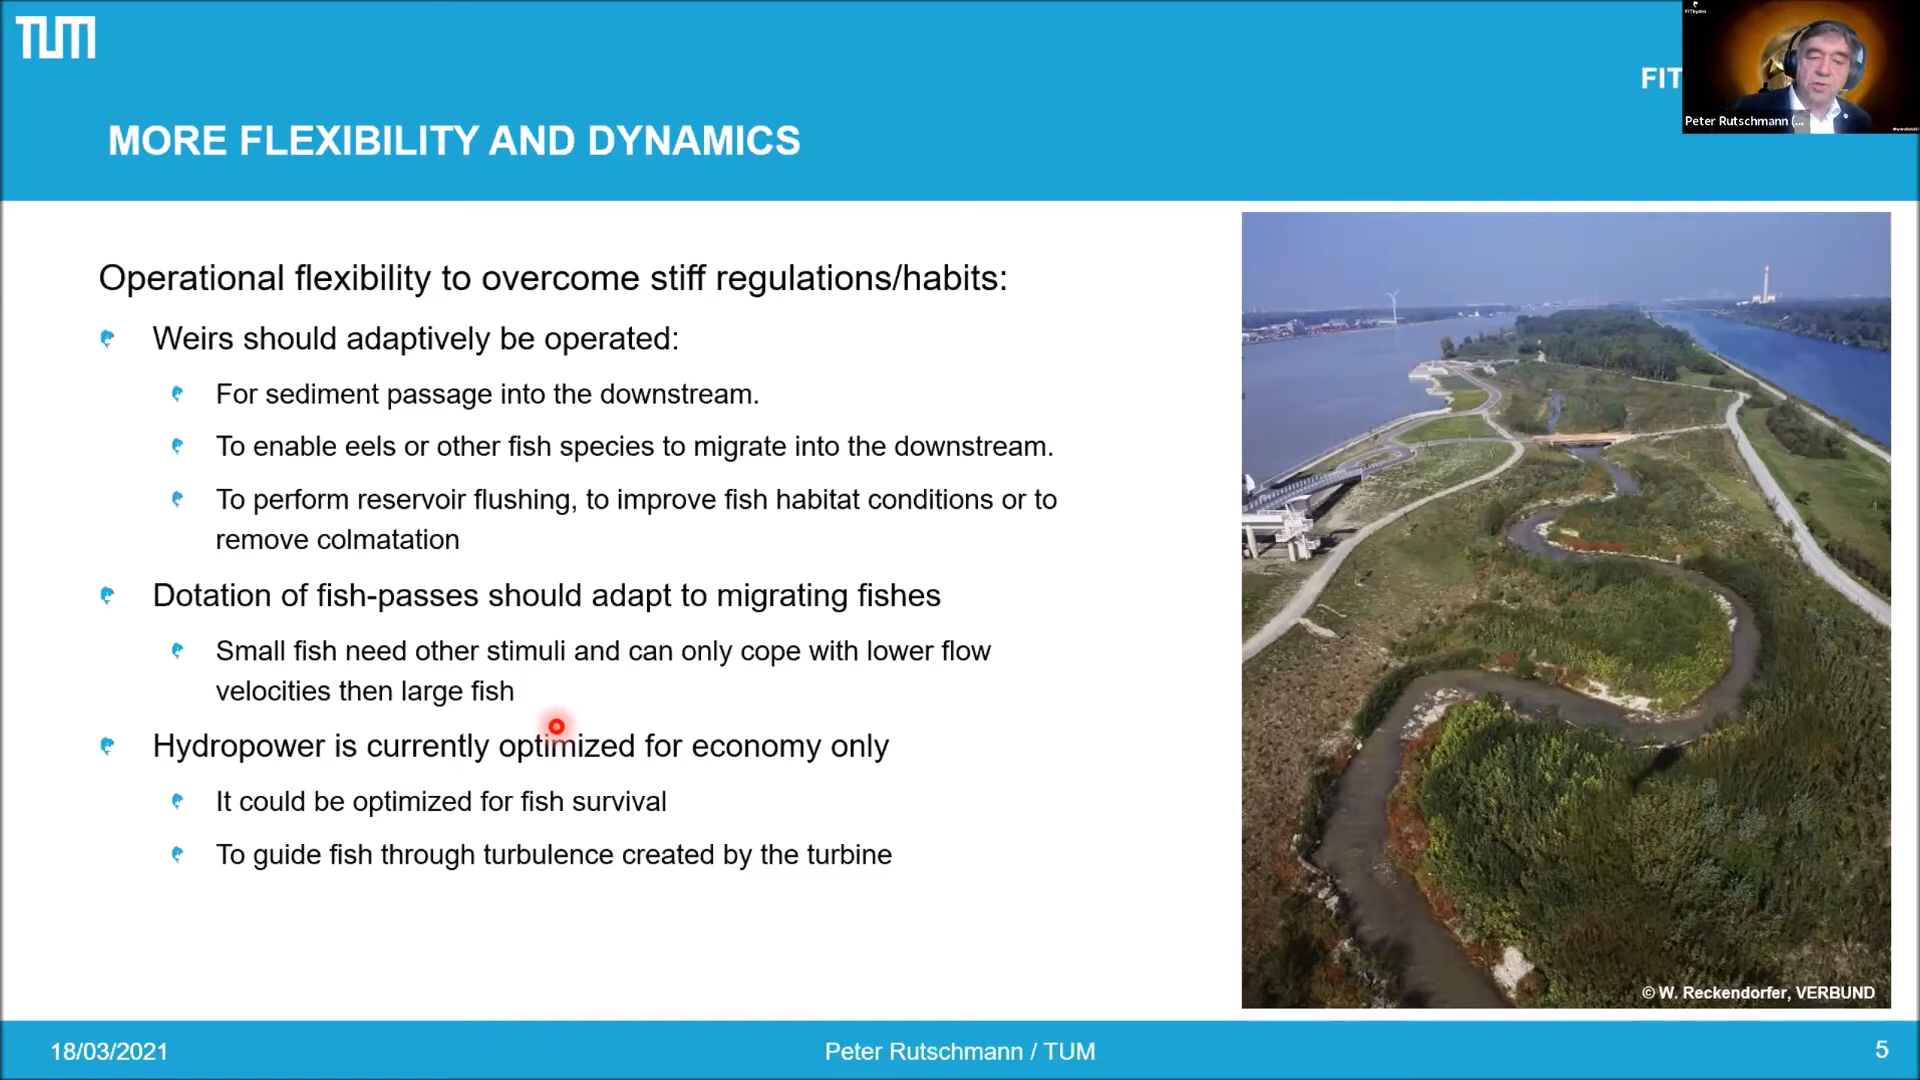 TUM
FIT
FIThydro
Peter Rutschmann (...
MORE FLEXIBILITY AND DYNAMICS
Operational flexibility to overcome stiff regulations/habits:
Weirs should adaptively be operated:
For sediment passage into the downstream.
To enable eels or other fish species to migrate into the downstream.
To perform reservoir flushing, to improve fish habitat conditions or to
remove colmatation
Dotation of fish-passes should adapt to migrating fishes
Small fish need other stimuli and can only cope with lower flow
velocities then large fish
Hydropower is currently optimized for economy only
It could be optimized for fish survival
To guide fish through turbulence created by the turbine
© W. Reckendorfer, VERBUND
18/03/2021
Peter Rutschmann / TUM
5